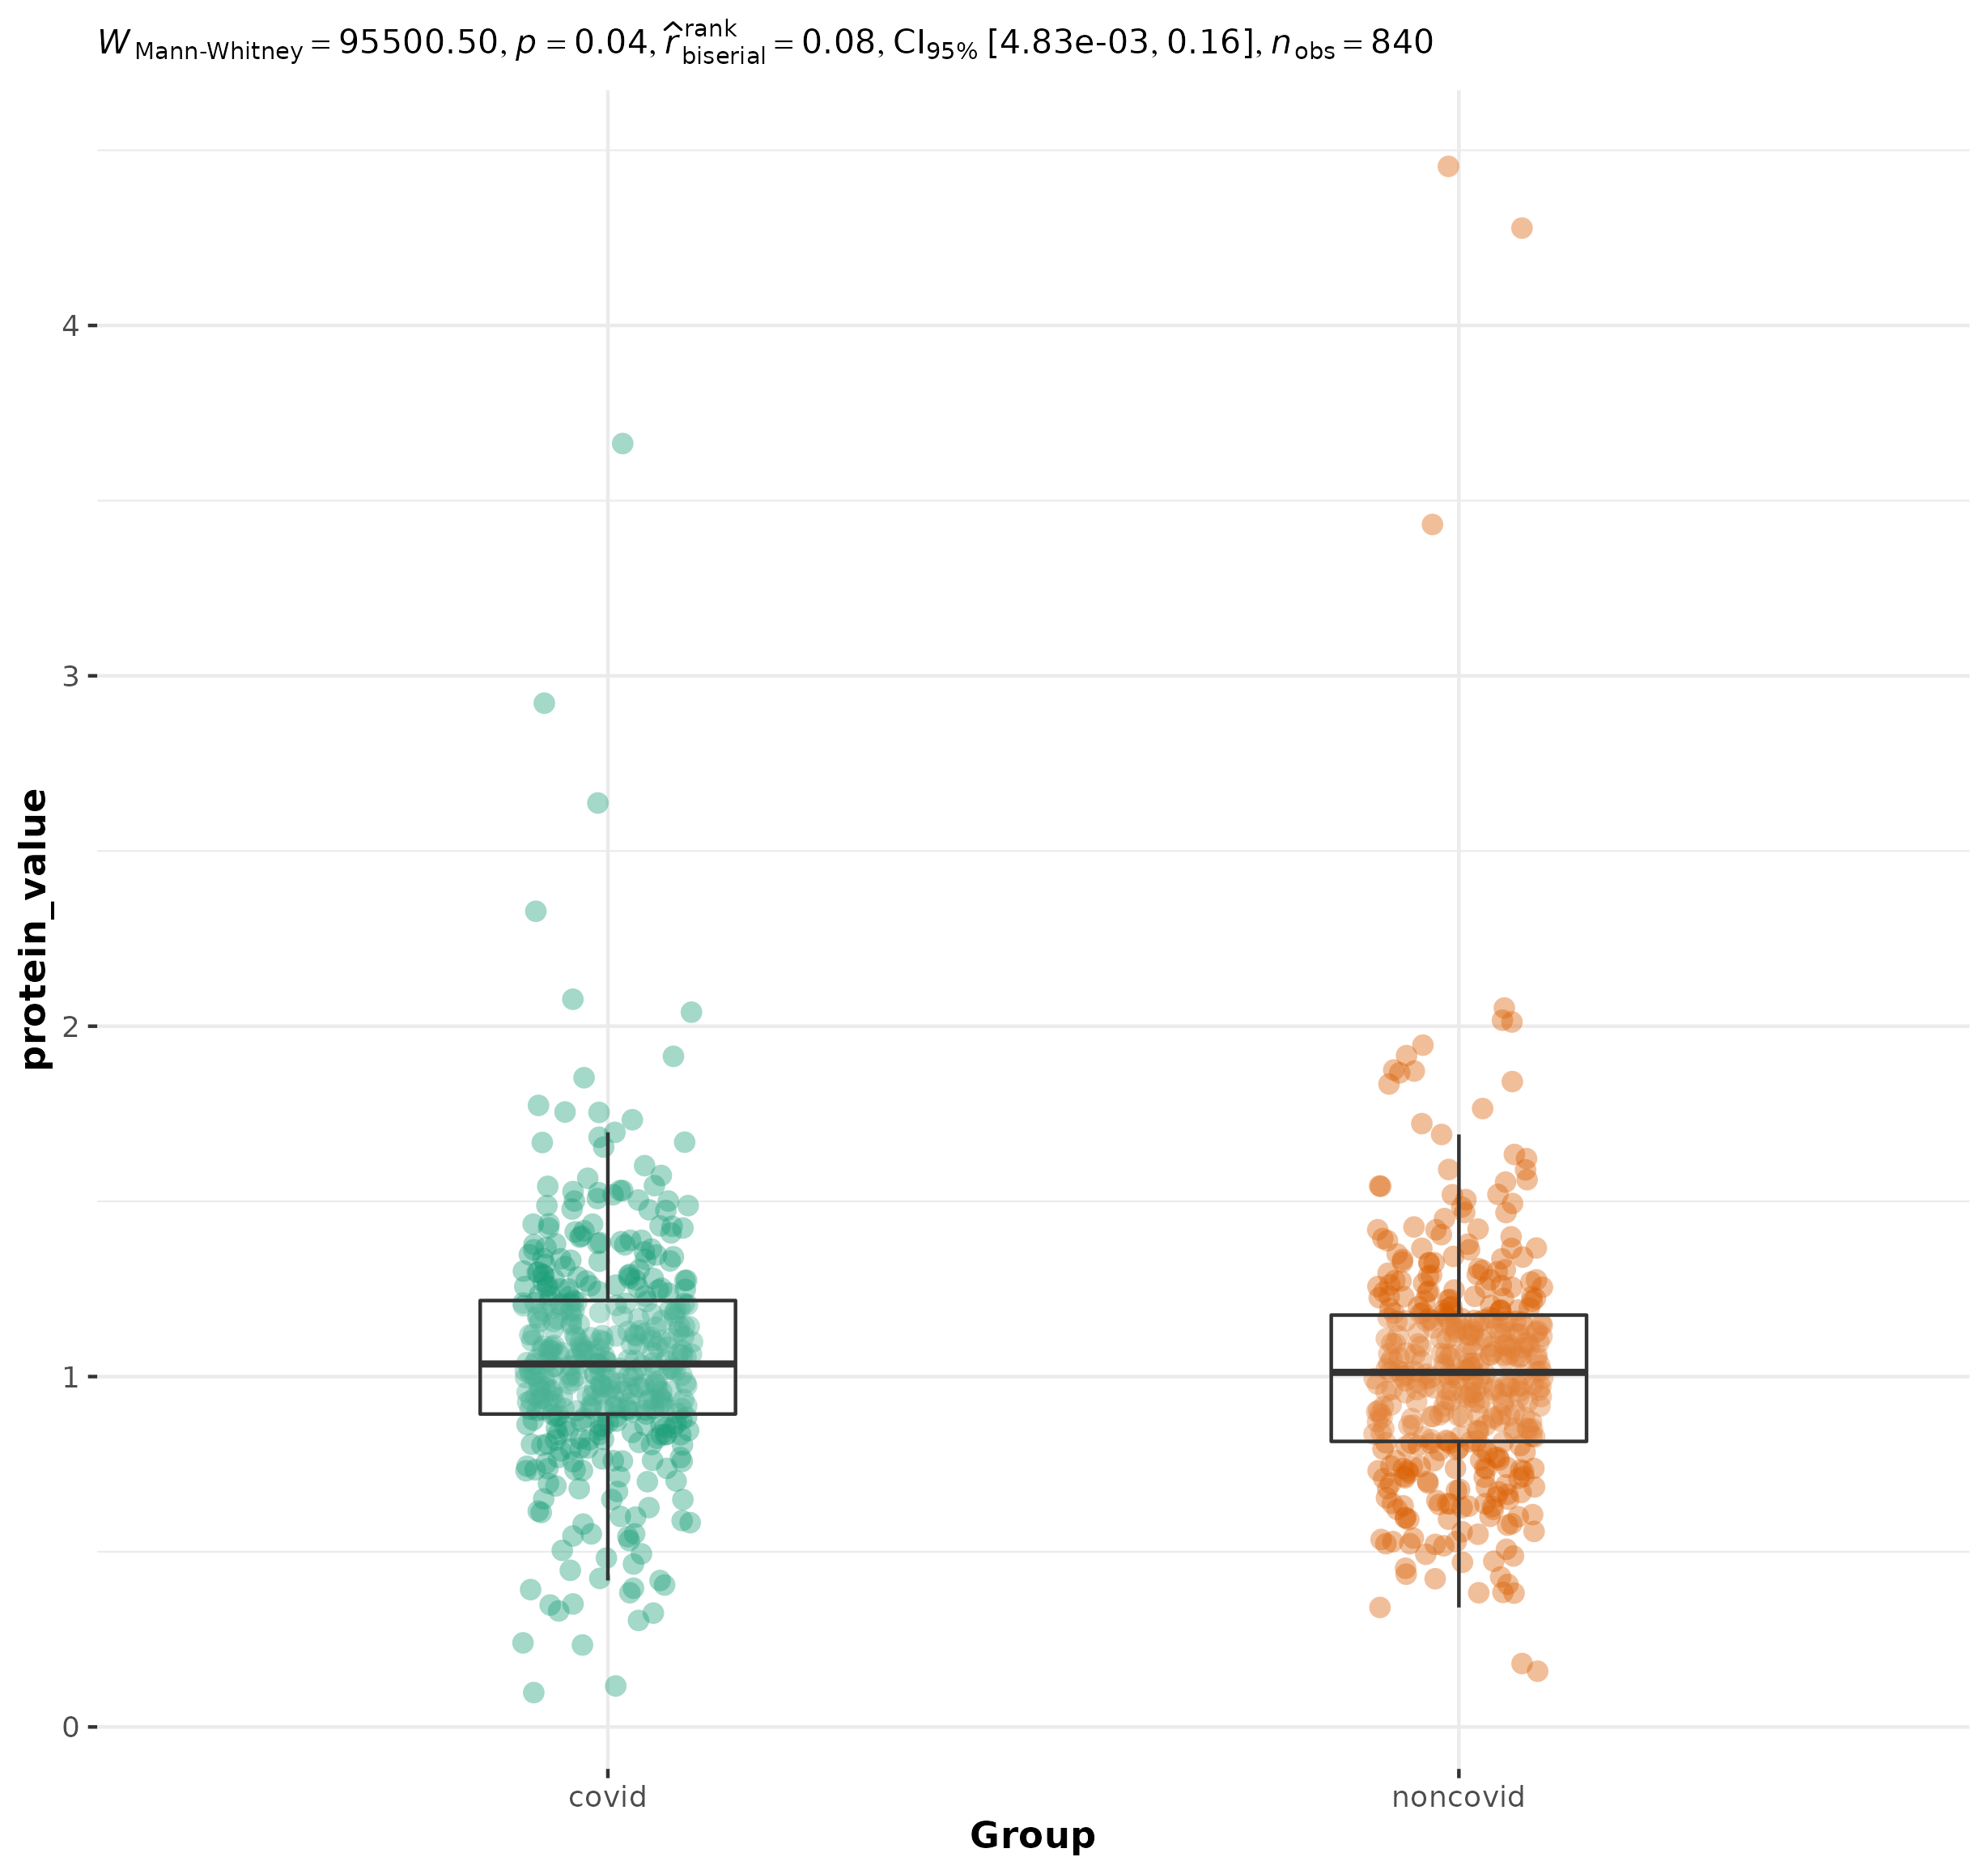 W Mann-Whitney = 95500.50, p = 0.04, r̂ rank biserial = 0.08, CI95% [4.83e-03, 0.16], nobs = 840
protein_value
4
3
2
1
0
covid noncovid
Group